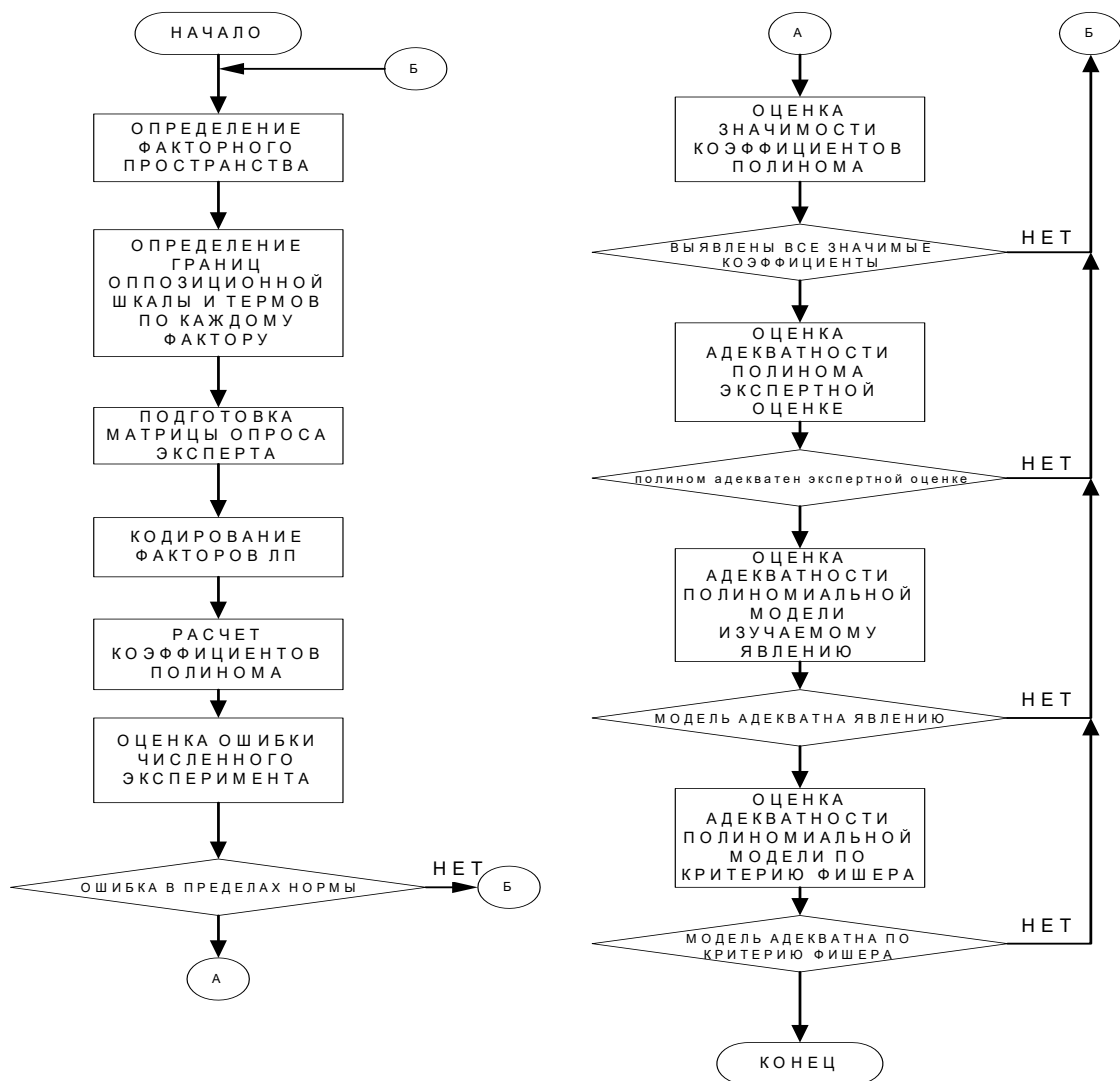 НАЧАЛО
Б
ОПРЕДЕЛЕНИЕ
ФАКТОРНОГО
ПРОСТРАНСТВА
ОПРЕДЕЛЕНИЕ
ГРАНИЦ
ОППОЗИЦИОННОЙ
ШКАЛЫ И ТЕРМОВ
ПО КАЖДОМУ
ФАКТОРУ
ПОДГОТОВКА
МАТРИЦЫ ОПРОСА
ЭКСПЕРТА
КОДИРОВАНИЕ
ФАКТОРОВ ЛП
РАСЧЕТ
КОЭФФИЦИЕНТОВ
ПОЛИНОМА
ОЦЕНКА ОШИБКИ
ЧИСЛЕННОГО
ЭКСПЕРИМЕНТА
ОШИБКА В ПРЕДЕЛАХ НОРМЫ
НЕТ
Б
А
А
Б
ОЦЕНКА
ЗНАЧИМОСТИ
КОЭФФИЦИЕНТОВ
ПОЛИНОМА
ВЫЯВЛЕНЫ ВСЕ ЗНАЧИМЫЕ
КОЭФФИЦИЕНТЫ
НЕТ
ОЦЕНКА
АДЕКВАТНОСТИ
ПОЛИНОМА
ЭКСПЕРТНОЙ
ОЦЕНКЕ
полином адекватен экспертной оценке
НЕТ
ОЦЕНКА
АДЕКВАТНОСТИ
ПОЛИНОМИАЛЬНОЙ
МОДЕЛИ
ИЗУЧАЕМОМУ
ЯВЛЕНИЮ
МОДЕЛЬ АДЕКВАТНА ЯВЛЕНИЮ
НЕТ
ОЦЕНКА
АДЕКВАТНОСТИ
ПОЛИНОМИАЛЬНОЙ
МОДЕЛИ ПО
КРИТЕРИЮ ФИШЕРА
МОДЕЛЬ АДЕКВАТНА ПО
КРИТЕРИЮ ФИШЕРА
НЕТ
КОНЕЦ